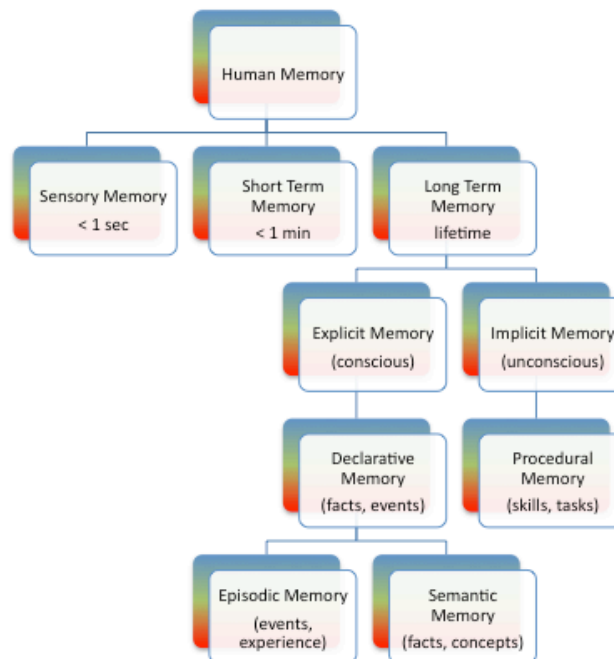 Human Memory
Sensory Memory
< 1 sec
Short Term
Memory
< 1 min
Long Term
Memory
lifetime
Explicit Memory
(conscious)
Implicit Memory
(unconscious)
Declarative
Memory
(facts, events)
Procedural
Memory
(skills, tasks)
Episodic Memory
(events,
experience)
Semantic
Memory
(facts, concepts)